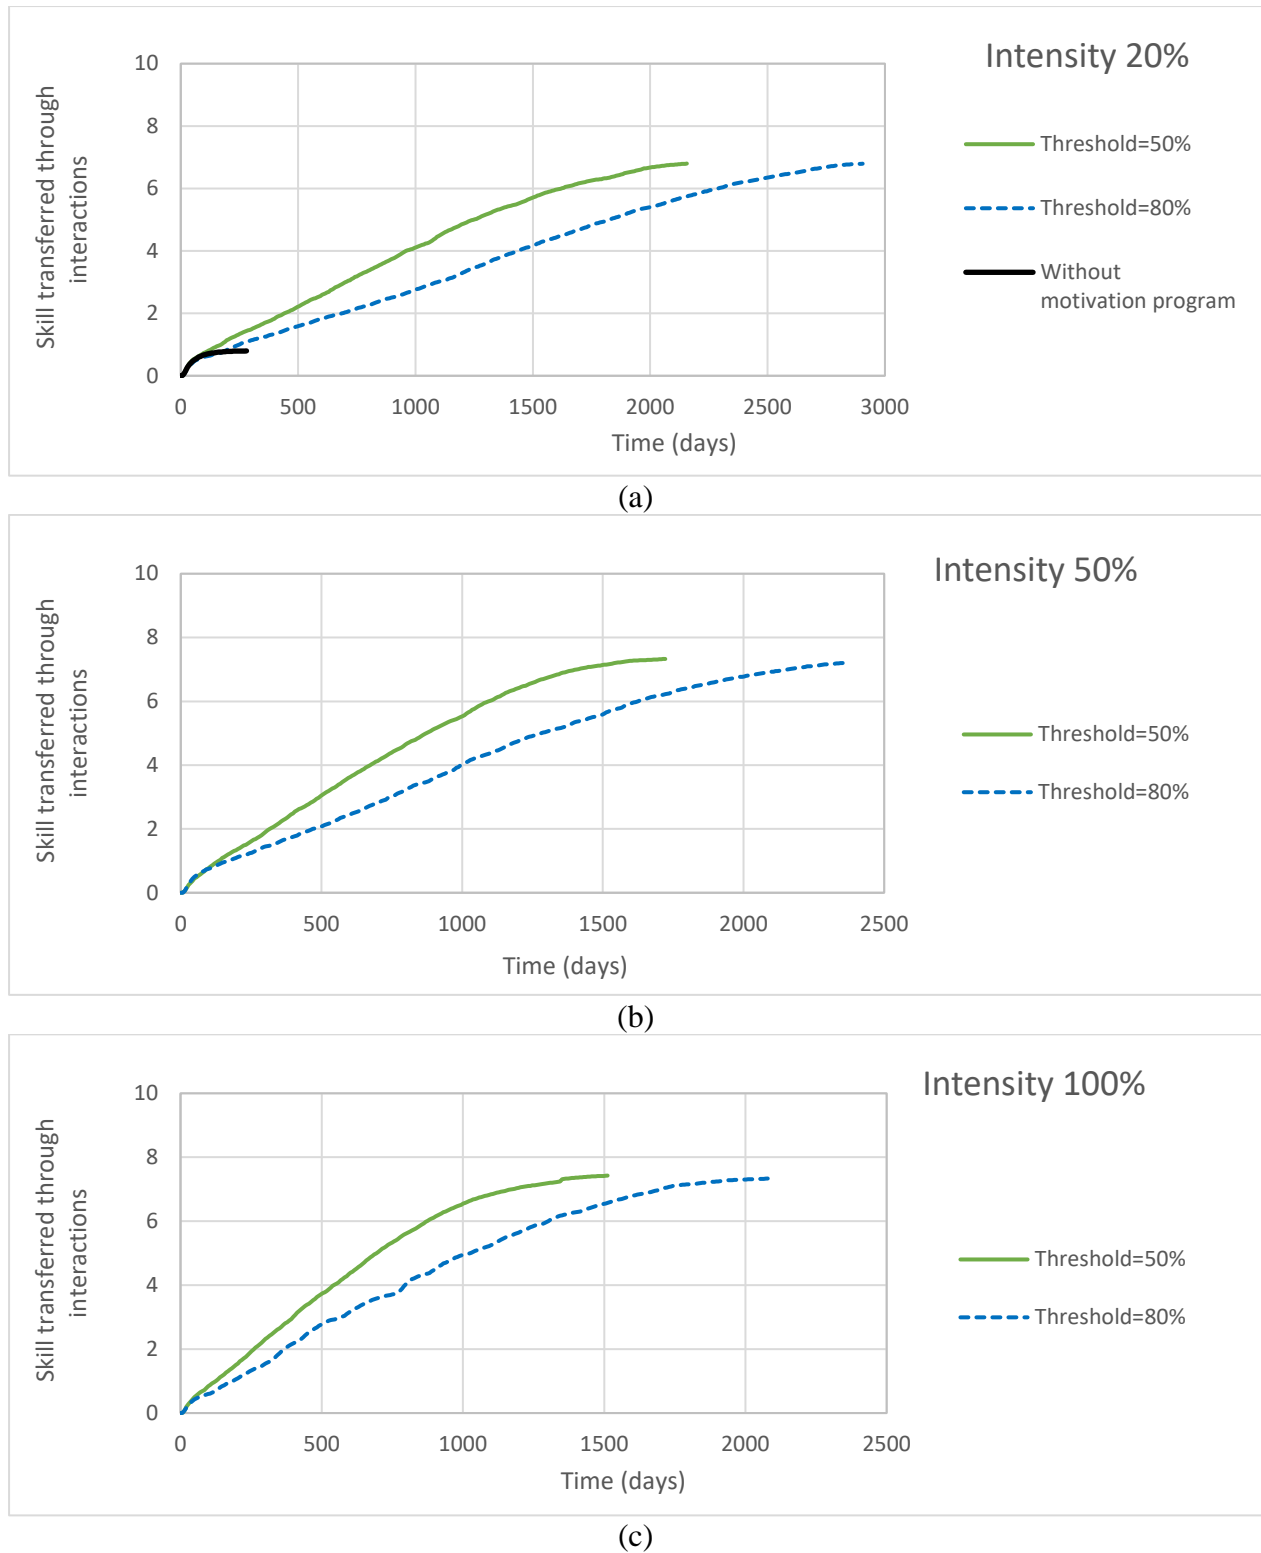 Intensity 20%
10
8
6
4
2
0
Skill transferred through
interactions
0 500 1000 1500 2000 2500 3000
Time (days)
Threshold=50%
Threshold=80%
Without
motivation program
(a)
Intensity 50%
10
8
6
4
2
0
Skill transferred through
interactions
0 500 1000 1500 2000 2500
Time (days)
Threshold=50%
Threshold=80%
(b)
Intensity 100%
10
8
6
4
2
0
Skill transferred through
interactions
0 500 1000 1500 2000 2500
Time (days)
Threshold=50%
Threshold=80%
(c)